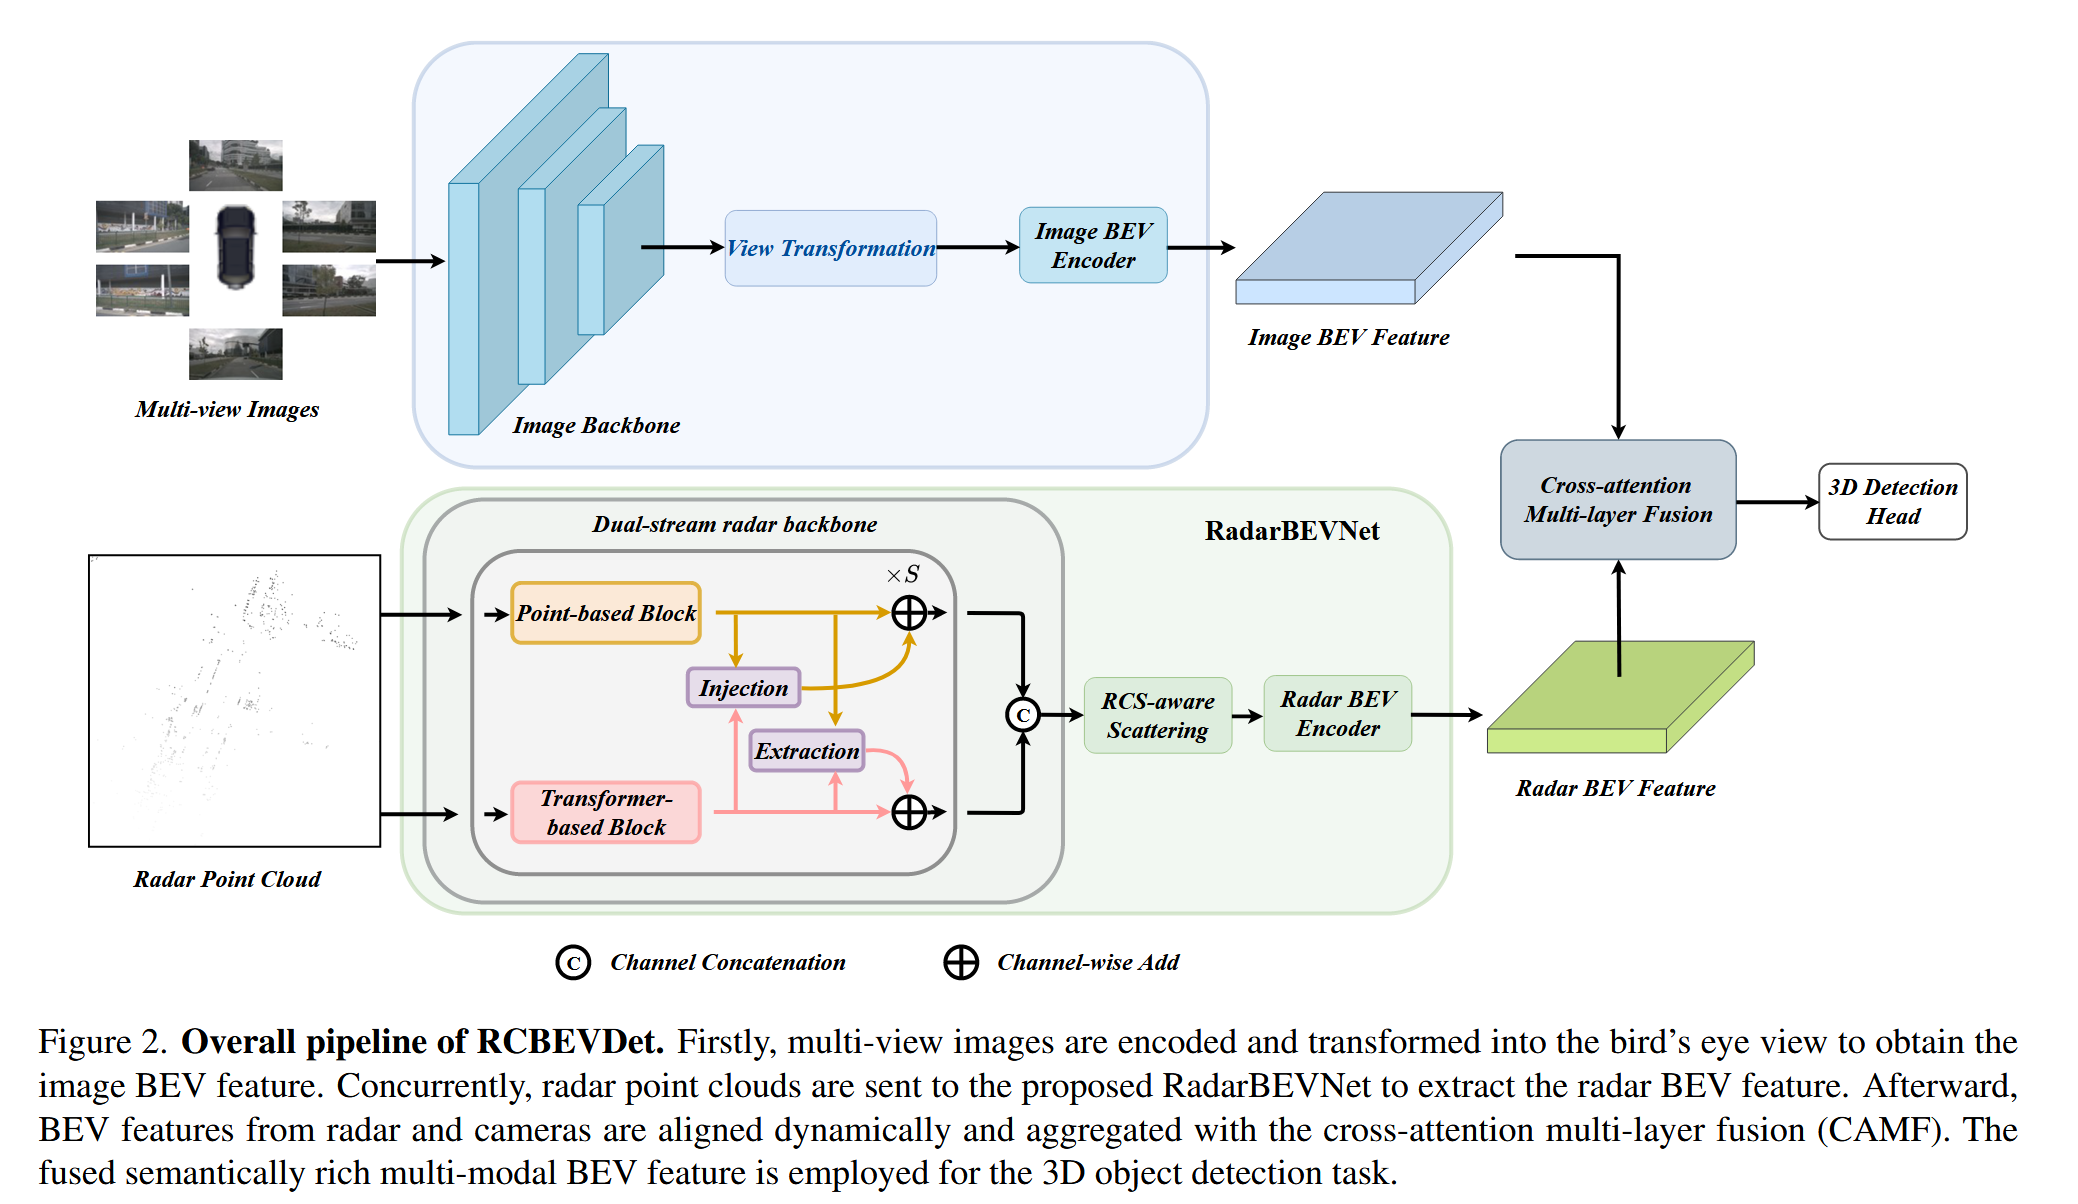 Multi-view Images
Image Backbone
View Transformation
Image BEV
Encoder
Image BEV Feature
Cross-attention
Multi-layer Fusion
3D Detection
Head
Radar Point Cloud
Dual-stream radar backbone
RadarBEVNet
×S
Point-based Block
Injection
Extraction
Transformer-
based Block
C
RCS-aware
Scattering
Radar BEV
Encoder
Radar BEV Feature
C Channel Concatenation
Channel-wise Add
Figure 2. Overall pipeline of RCBEVDet. Firstly, multi-view images are encoded and transformed into the bird's eye view to obtain the
image BEV feature. Concurrently, radar point clouds are sent to the proposed RadarBEVNet to extract the radar BEV feature. Afterward,
BEV features from radar and cameras are aligned dynamically and aggregated with the cross-attention multi-layer fusion (CAMF). The
fused semantically rich multi-modal BEV feature is employed for the 3D object detection task.